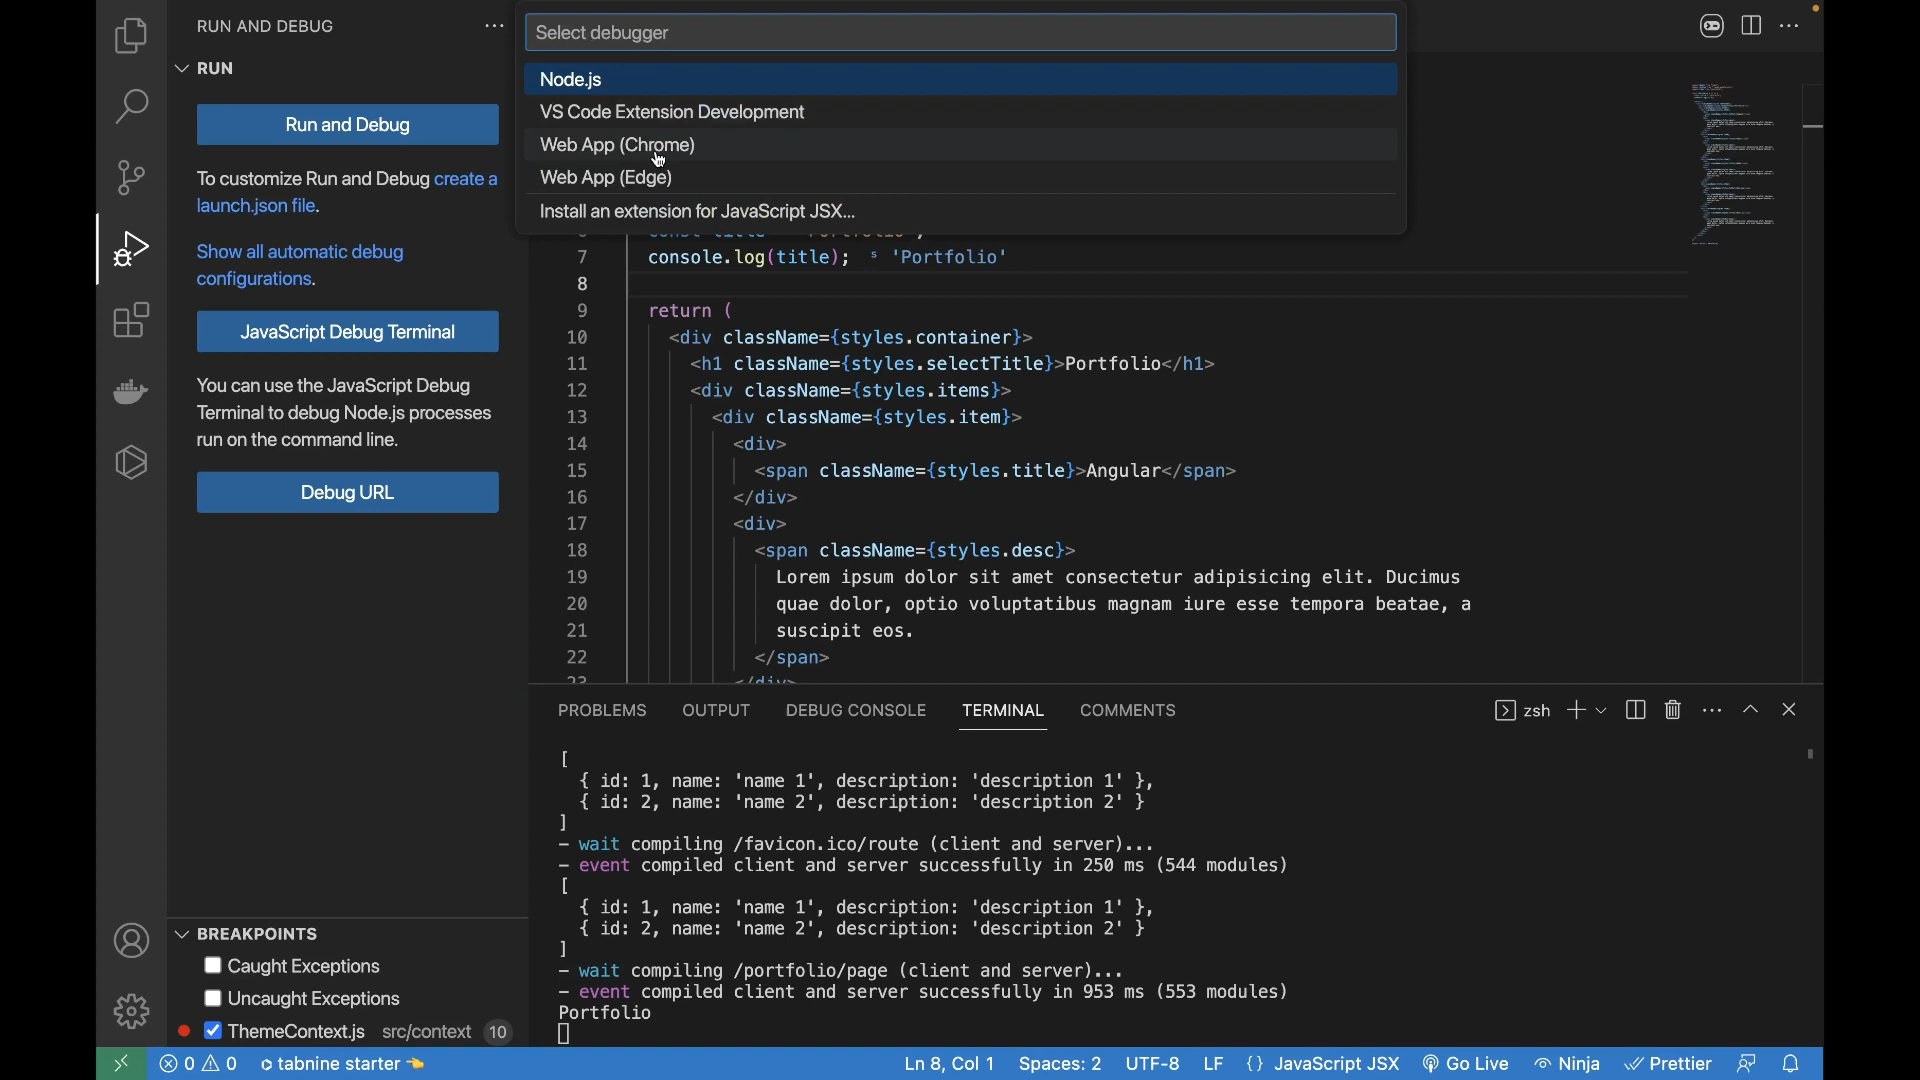 RUN AND DEBUG
RUN
Run and Debug
To customize Run and Debug create a
launch.json file.
Show all automatic debug
configurations.
JavaScript Debug Terminal
You can use the JavaScript Debug
Terminal to debug Node.js processes
run on the command line.
Debug URL
BREAKPOINTS
Caught Exceptions
Uncaught Exceptions
ThemeContext.js src/context 10
Select debugger
Node.js
VS Code Extension Development
Web App (Chrome)
Web App (Edge)
Install an extension for JavaScript JSX...
7 console.log(title); s 'Portfolio'
8
9 return (
10 <div className={styles.container}>
11 <h1 className={styles.selectTitle}>Portfolio</h1>
12 <div className={styles.items}>
13 <div className={styles.item}>
14 <div>
15 <span className={styles.title}>Angular</span>
16 </div>
17 <div>
18 <span className={styles.desc}>
19 Lorem ipsum dolor sit amet consectetur adipisicing elit. Ducimus
20 quae dolor, optio voluptatibus magnam iure esse tempora beatae, a
21 suscipit eos.
22 </span>
23 </div>
PROBLEMS OUTPUT DEBUG CONSOLE TERMINAL COMMENTS zsh
[
{ id: 1, name: 'name 1', description: 'description 1' },
{ id: 2, name: 'name 2', description: 'description 2' }
]
- wait compiling /favicon.ico/route (client and server)...
- event compiled client and server successfully in 250 ms (544 modules)
[
{ id: 1, name: 'name 1', description: 'description 1' },
{ id: 2, name: 'name 2', description: 'description 2' }
]
- wait compiling /portfolio/page (client and server)...
- event compiled client and server successfully in 953 ms (553 modules)
Portfolio
0 0 tabnine starter Ln 8, Col 1 Spaces: 2 UTF-8 LF {} JavaScript JSX Go Live Ninja Prettier